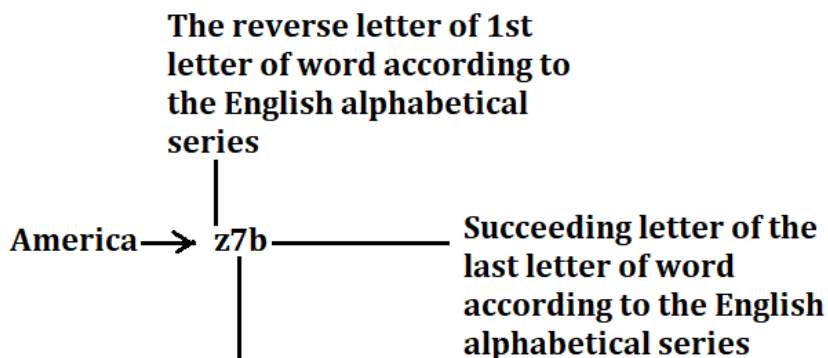 The reverse letter of 1st
letter of word according to
the English alphabetical
series
America z7b
Succeeding letter of the
last letter of word
according to the English
alphabetical series